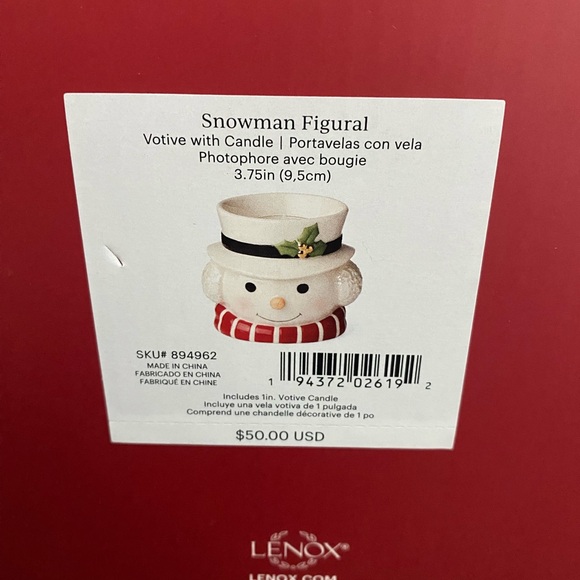 Snowman Figural
Votive with Candle | Portavelas con vela
Photophore avec bougie
3.75in (9,5cm)
SKU# 894962
MADE IN CHINA
FABRICADO EN CHINA
FABRIQUÉ EN CHINE
1 94372 02619 2
Includes 1in. Votive Candle
Incluye una vela votiva de 1 pulgada
Comprend une chandelle décorative de 1 po
$50.00 USD
LENOX®
LENOX.COM